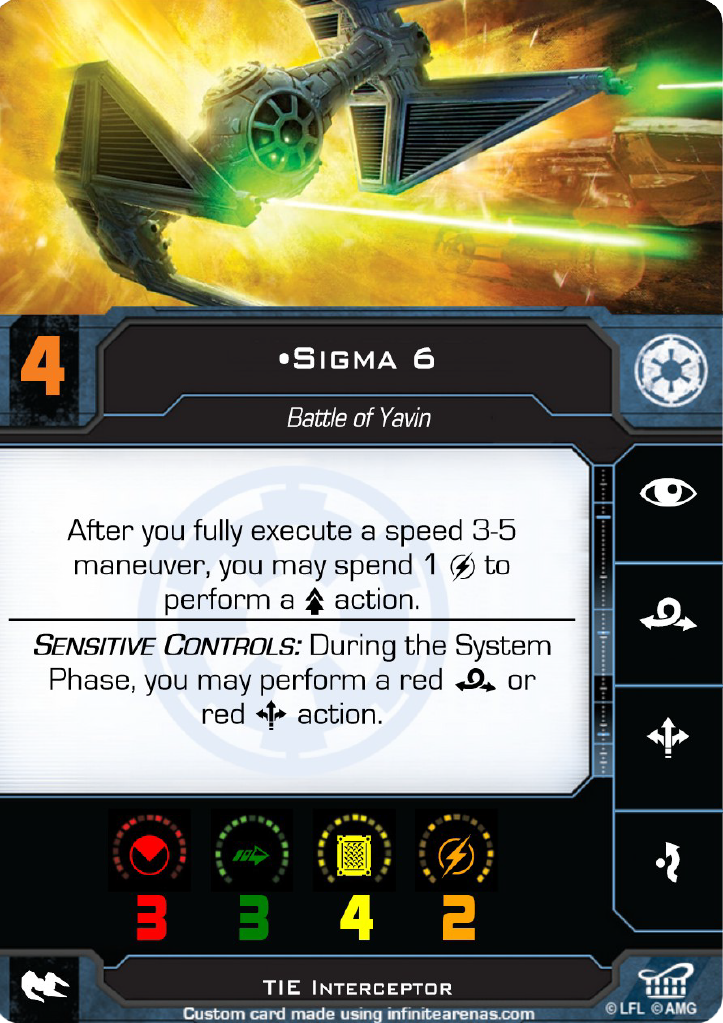 4
•Sigma 6
Battle of Yavin
After you fully execute a speed 3-5
maneuver, you may spend 1 to
perform a action.
Sensitive Controls: During the System
Phase, you may perform a red or
red action.
3 3 4 2
TIE Interceptor
Custom card made using infinitearenas.com
© LFL © AMG